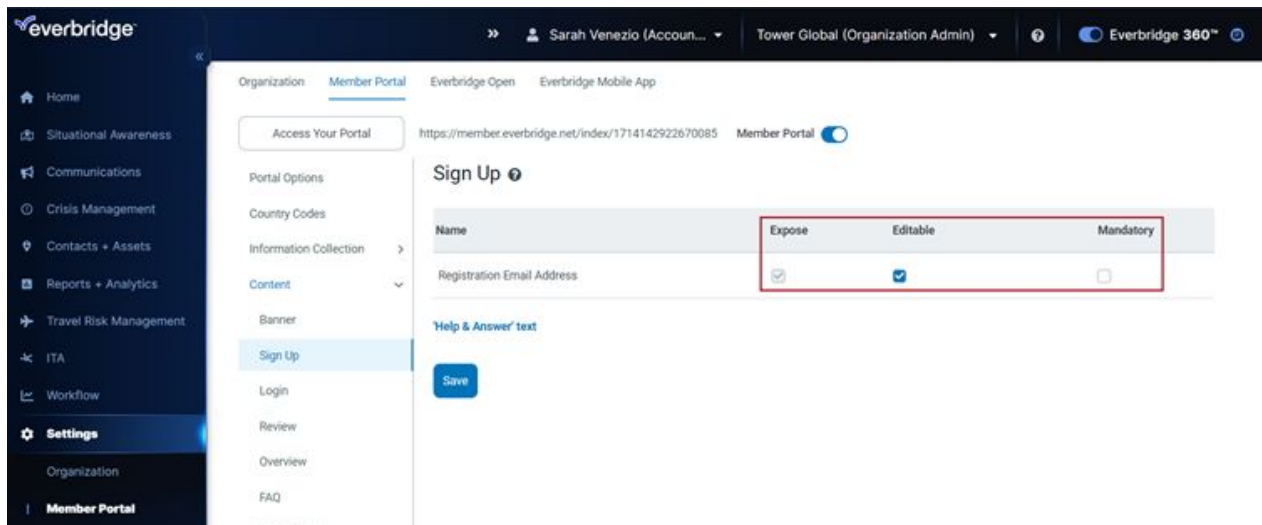 everbridge
Sarah Venezio (Accoun...
Tower Global (Organization Admin)
Everbridge 360™
Home
Situational Awareness
Communications
Crisis Management
Contacts + Assets
Reports + Analytics
Travel Risk Management
ITA
Workflow
Settings
Organization
Member Portal
Organization
Member Portal
Everbridge Open
Everbridge Mobile App
Access Your Portal
https://member.everbridge.net/index/1714142922670085
Member Portal
Portal Options
Country Codes
Information Collection
Content
Banner
Sign Up
Login
Review
Overview
FAQ
Sign Up
Name
Expose
Editable
Mandatory
Registration Email Address
'Help & Answer' text
Save